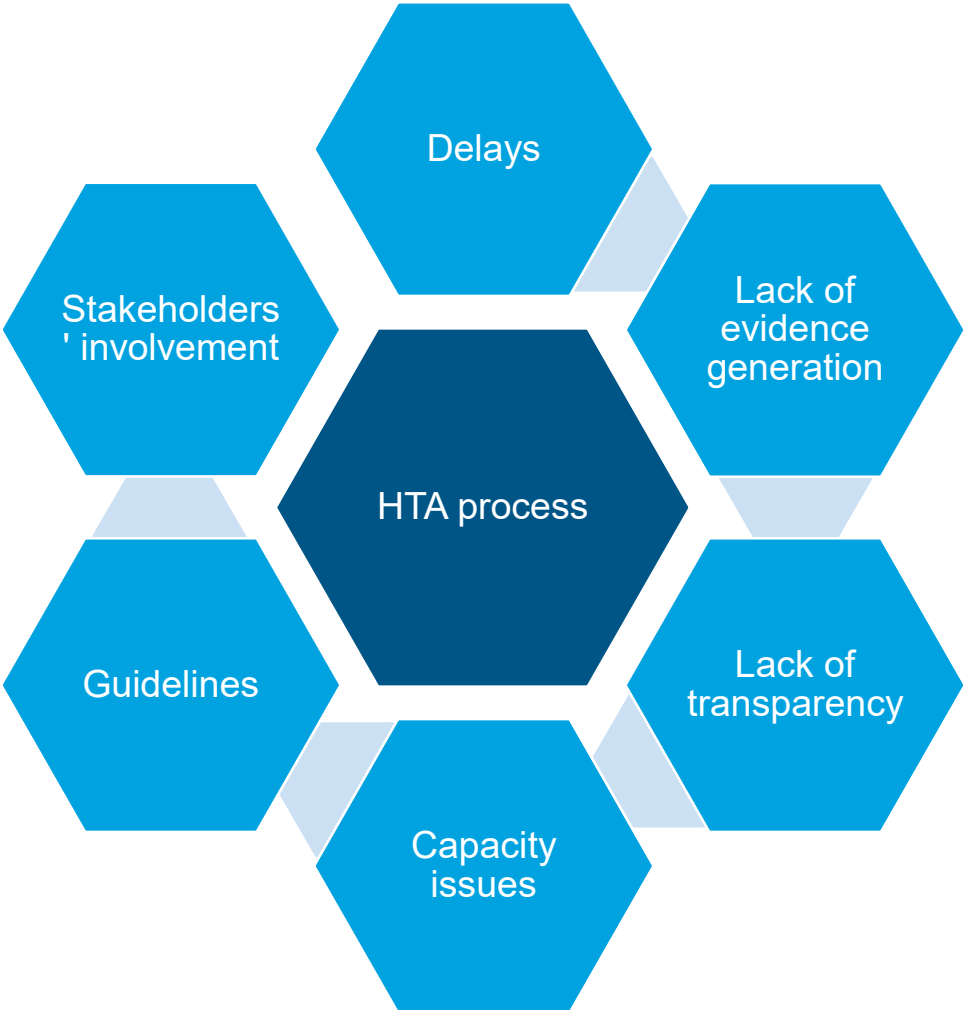 Delays
Stakeholders
' involvement
Lack of
evidence
generation
HTA process
Guidelines
Lack of
transparency
Capacity
issues